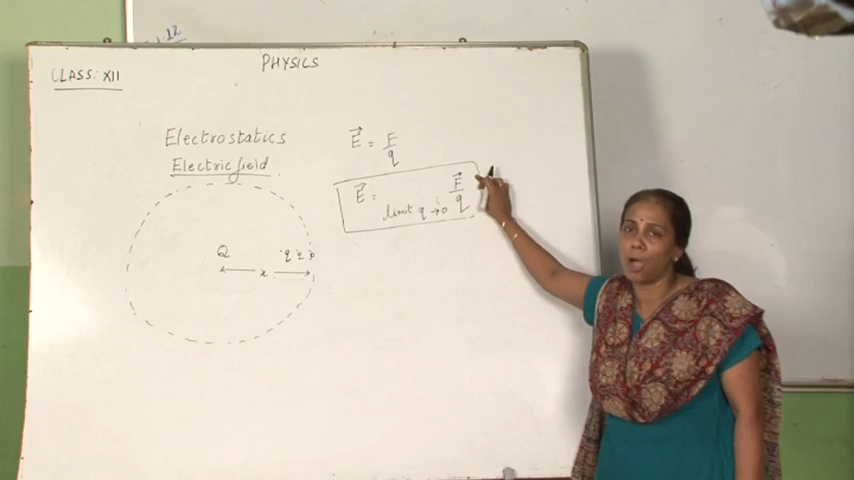 12
CLASS: XII
PHYSICS
Electrostatics
Electric field
E⃗ = F/q
E⃗ = limit q→0 F⃗/q
Q
x